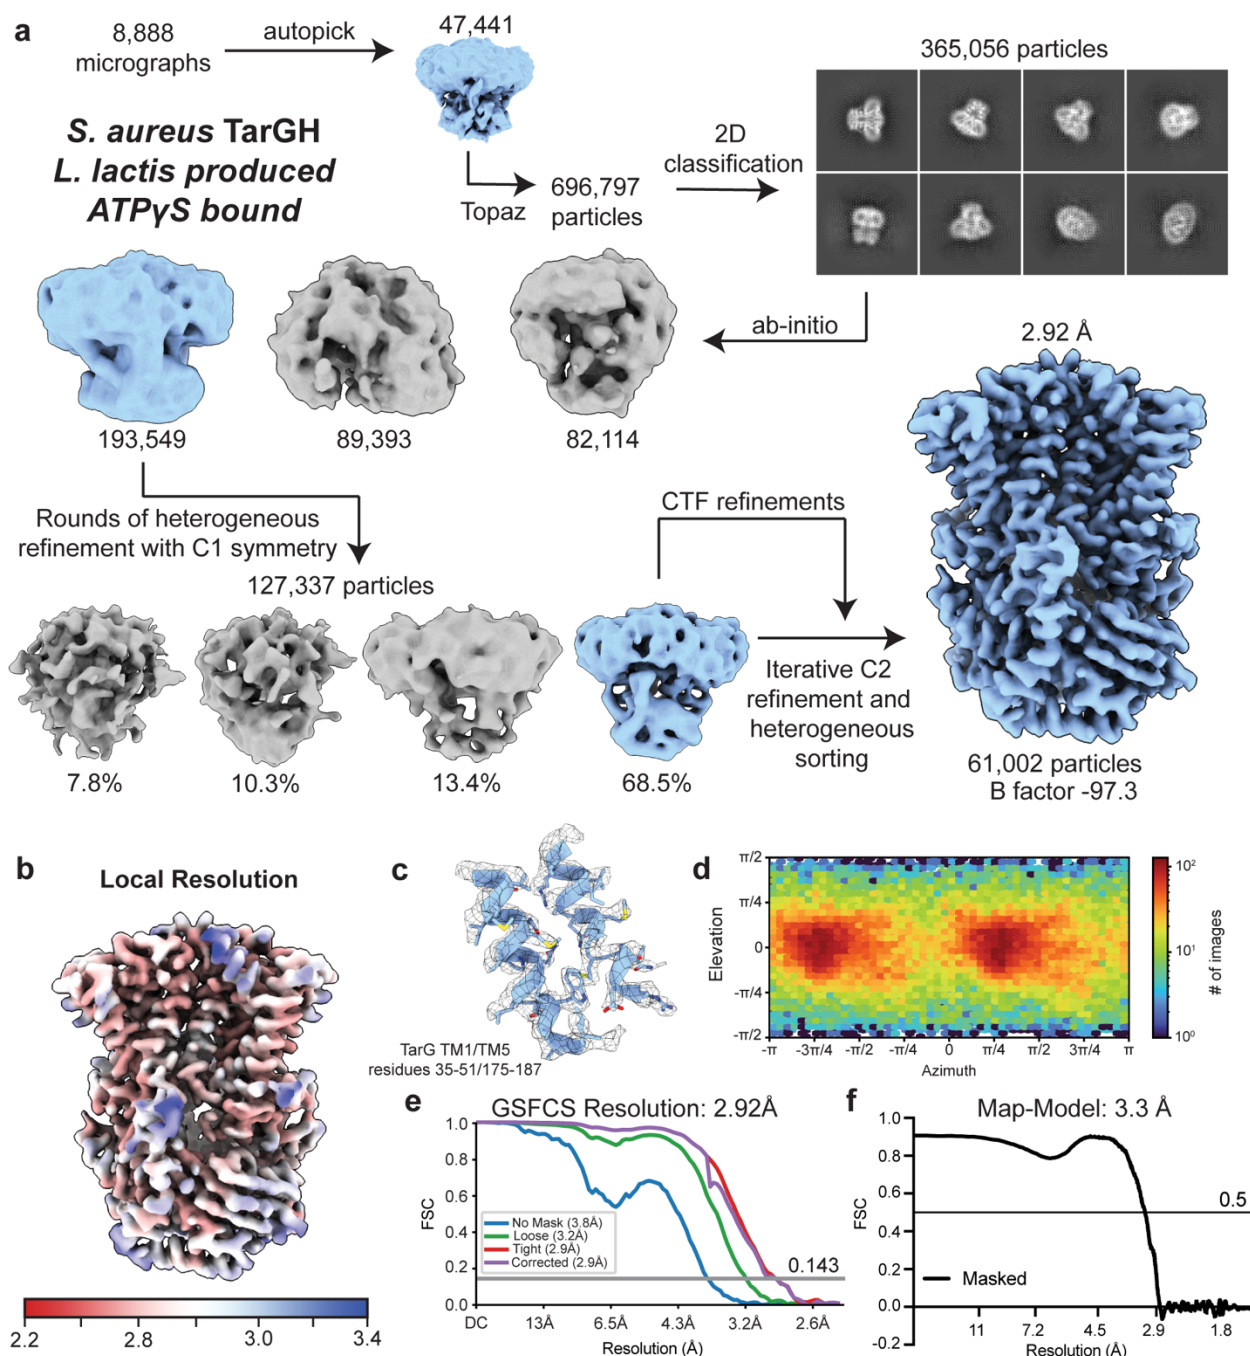 a
8,888
micrographs
autopick
47,441
S. aureus TarGH
L. lactis produced
ATPγS bound
Topaz
696,797
particles
2D
classification
365,056 particles
ab-initio
193,549
89,393
82,114
2.92 Å
Rounds of heterogeneous
refinement with C1 symmetry
127,337 particles
CTF refinements
Iterative C2
refinement and
heterogeneous
sorting
7.8%
10.3%
13.4%
68.5%
61,002 particles
B factor -97.3
b
Local Resolution
2.2
2.8
3.0
3.4
c
TarG TM1/TM5
residues 35-51/175-187
d
Elevation
π/2
π/4
0
-π/4
-π/2
-π
-3π/4
-π/2
-π/4
0
π/4
π/2
3π/4
π
Azimuth
10²
10¹
10⁰
# of images
e
GSFCS Resolution: 2.92Å
FSC
1.0
0.8
0.6
0.4
0.2
0.0
No Mask (3.8Å)
Loose (3.2Å)
Tight (2.9Å)
Corrected (2.9Å)
0.143
DC
13Å
6.5Å
4.3Å
3.2Å
2.6Å
Resolution (Å)
f
Map-Model: 3.3 Å
FSC
1.0
0.8
0.6
0.4
0.2
0.0
-0.2
0.5
Masked
11
7.2
4.5
2.9
1.8
Resolution (Å)